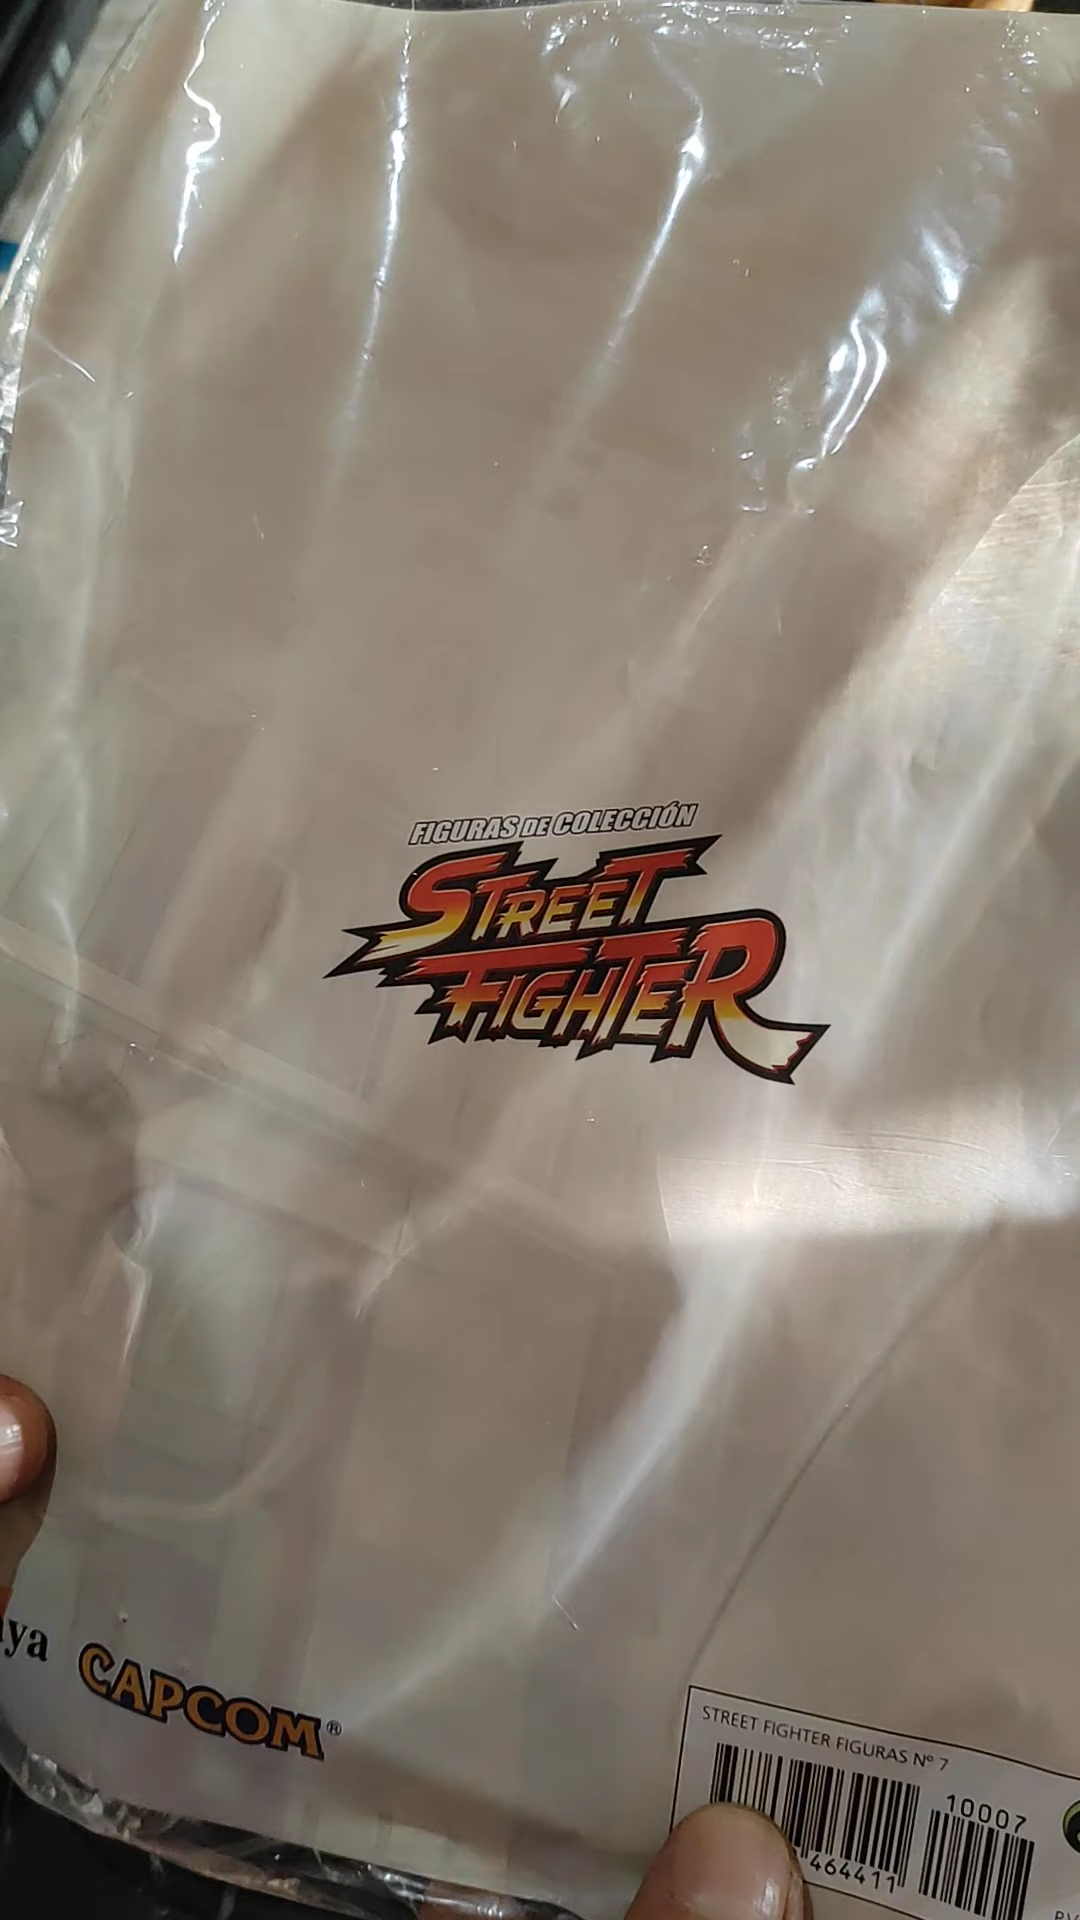 FIGURAS DE COLECCIÓN
STREET
FIGHTER
CAPCOM®
STREET FIGHTER FIGURAS Nº 7
10007
464411